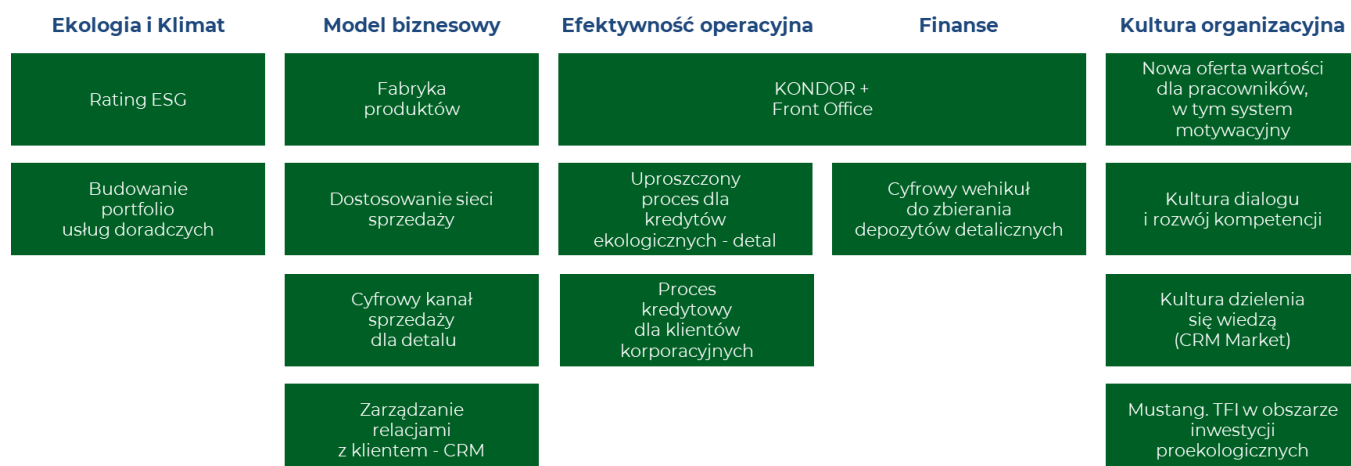 Ekologia i Klimat
Model biznesowy
Efektywność operacyjna
Finanse
Kultura organizacyjna
Rating ESG
Fabryka
produktów
KONDOR +
Front Office
Nowa oferta wartości
dla pracowników,
w tym system
motywacyjny
Budowanie
portfolio
usług doradczych
Dostosowanie sieci
sprzedaży
Uproszczony
proces dla
kredytów
ekologicznych - detal
Cyfrowy wehikuł
do zbierania
depozytów detalicznych
Kultura dialogu
i rozwój kompetencji
Cyfrowy kanał
sprzedaży
dla detalu
Proces
kredytowy
dla klientów
korporacyjnych
Kultura dzielenia
się wiedzą
(CRM Market)
Zarządzanie
relacjami
z klientem - CRM
Mustang. TFI w obszarze
inwestycji
proekologicznych